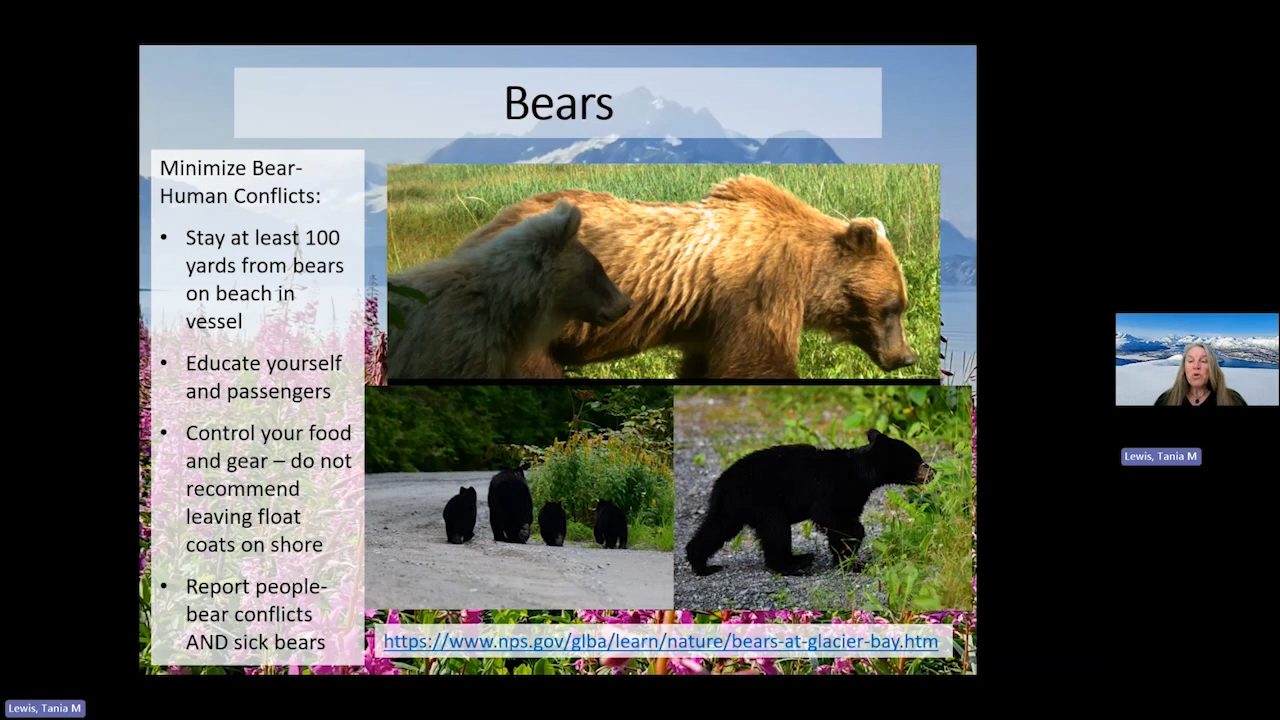 Bears
Minimize Bear-
Human Conflicts:
• Stay at least 100
yards from bears
on beach in
vessel
• Educate yourself
and passengers
• Control your food
and gear – do not
recommend
leaving float
coats on shore
• Report people-
bear conflicts
AND sick bears
https://www.nps.gov/glba/learn/nature/bears-at-glacier-bay.htm
Lewis, Tania M
Lewis, Tania M